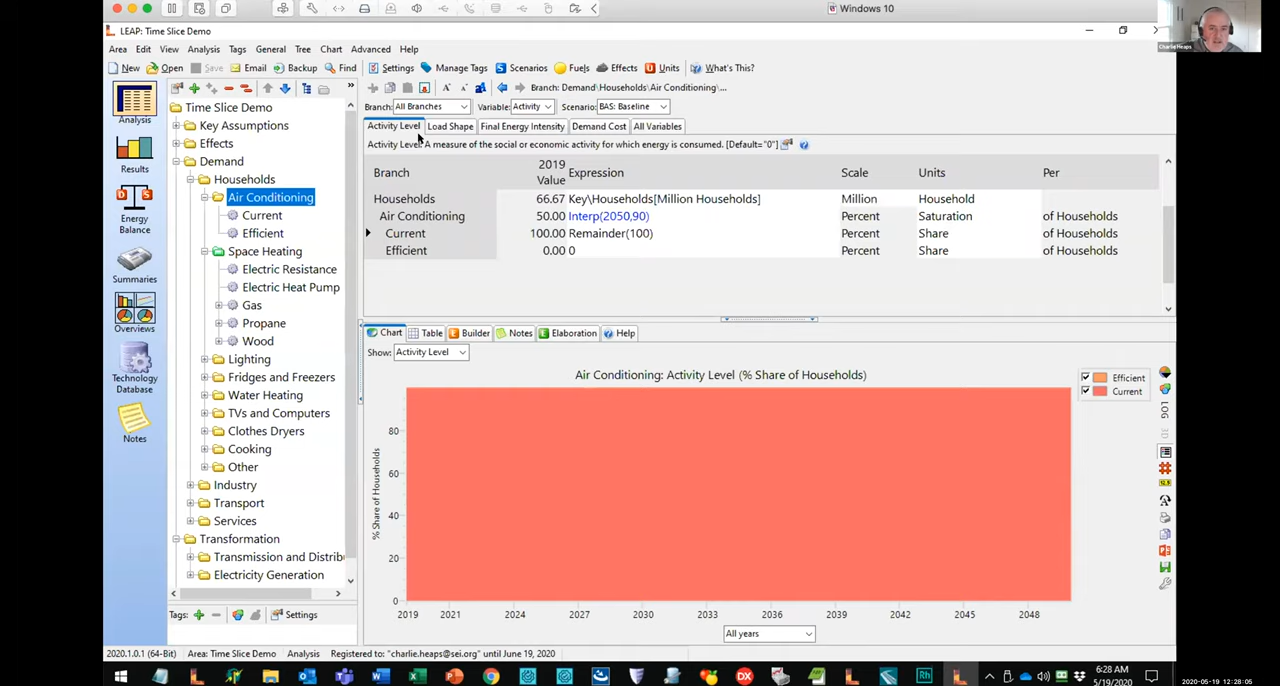 Windows 10
CharlieHeaps
LEAP: Time Slice Demo
Area Edit View Analysis Tags General Tree Chart Advanced Help
New Open Save Email Backup Find Settings Manage Tags Scenarios Fuels Effects Units What's This?
Branch: Demand\Households\Air Conditioning\...
Branch: All Branches Variable: Activity Scenario: BAS: Baseline
Activity Level Load Shape Final Energy Intensity Demand Cost All Variables
Activity Level: A measure of the social or economic activity for which energy is consumed. [Default="0"]
Branch 2019 Value Expression Scale Units Per
Households 66.67 Key\Households[Million Households] Million Household
Air Conditioning 50.00 Interp(2050,90) Percent Saturation of Households
Current 100.00 Remainder(100) Percent Share of Households
Efficient 0.00 0 Percent Share of Households
Analysis
Results
Energy
Balance
Summaries
Overviews
Technology
Database
Notes
Time Slice Demo
Key Assumptions
Effects
Demand
Households
Air Conditioning
Current
Efficient
Space Heating
Electric Resistance
Electric Heat Pump
Gas
Propane
Wood
Lighting
Fridges and Freezers
Water Heating
TVs and Computers
Clothes Dryers
Cooking
Other
Industry
Transport
Services
Transformation
Transmission and Distrib
Electricity Generation
Tags: Settings
Chart Table Builder Notes Elaboration Help
Show: Activity Level
Air Conditioning: Activity Level (% Share of Households)
Efficient
Current
LOG
3D
% Share of Households
80
60
40
20
0
2019 2021 2024 2027 2030 2033 2036 2039 2042 2045 2048
All years
2020.1.0.1 (64-Bit) Area: Time Slice Demo Analysis Registered to: "charlie.heaps@sei.org" until June 19, 2020
6:28 AM
5/19/2020
2020-05-19 12:28:05